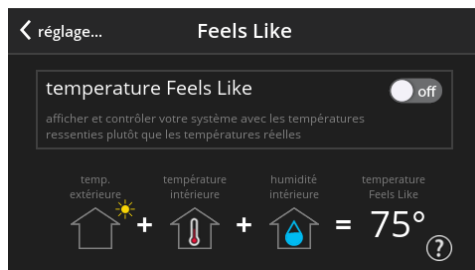 réglage... Feels Like
temperature Feels Like off
afficher et contrôler votre système avec les températures
ressenties plutôt que les températures réelles
temp. température humidité temperature
extérieure intérieure intérieure Feels Like
+ + = 75° ?